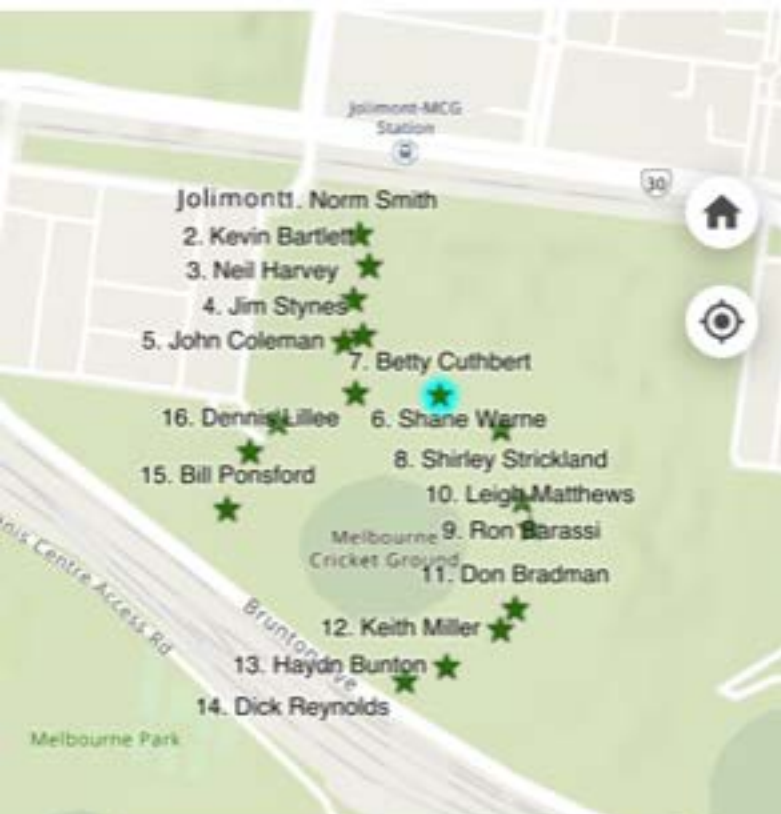 Jolimont-MCG
Station
30
Jolimont
1. Norm Smith
2. Kevin Bartlett
3. Neil Harvey
4. Jim Stynes
5. John Coleman
7. Betty Cuthbert
16. Dennis Lillee
6. Shane Warne
8. Shirley Strickland
15. Bill Ponsford
10. Leigh Matthews
9. Ron Barassi
Melbourne
Cricket Ground
11. Don Bradman
12. Keith Miller
13. Haydn Bunton
14. Dick Reynolds
Brunton Ave
Centre Access Rd
Melbourne Park